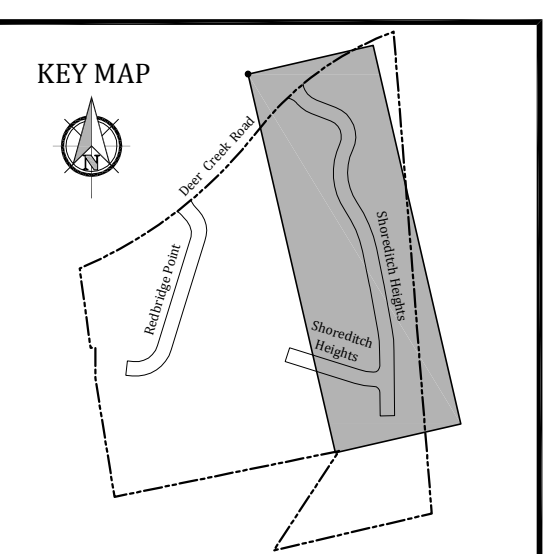 KEY MAP
N
Deer Creek Road
Redbridge Point
Shoreditch Heights
Shoreditch
Heights